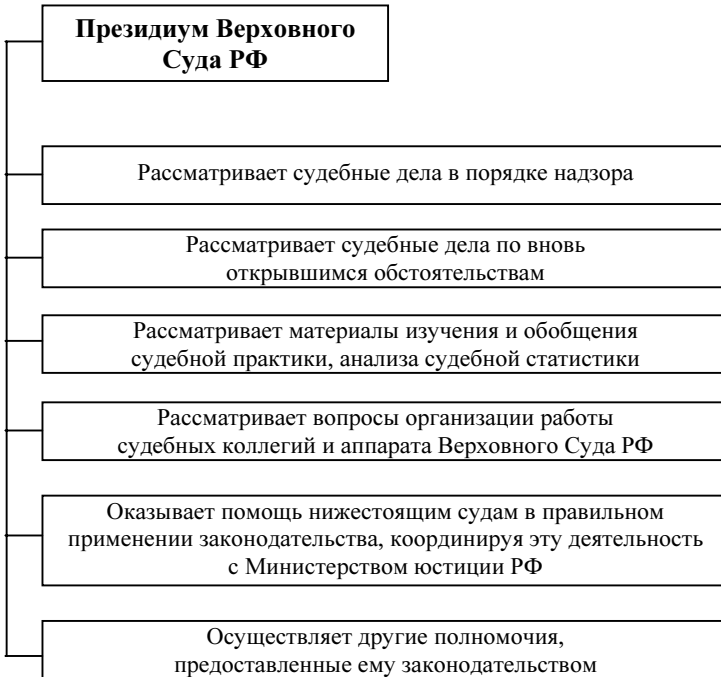 Президиум Верховного
Суда РФ
Рассматривает судебные дела в порядке надзора
Рассматривает судебные дела по вновь
открывшимся обстоятельствам
Рассматривает материалы изучения и обобщения
судебной практики, анализа судебной статистики
Рассматривает вопросы организации работы
судебных коллегий и аппарата Верховного Суда РФ
Оказывает помощь нижестоящим судам в правильном
применении законодательства, координируя эту деятельность
с Министерством юстиции РФ
Осуществляет другие полномочия,
предоставленные ему законодательством